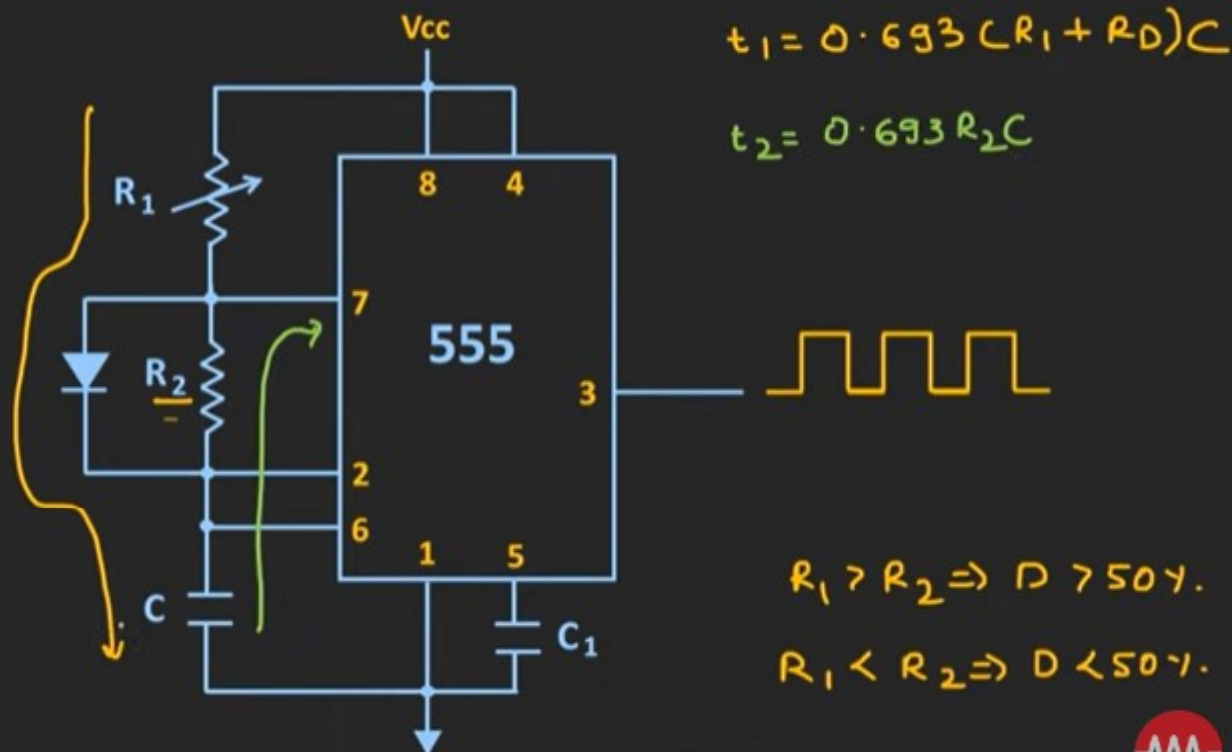 Vcc
t1 = 0.693 (R1 + RD)C
t2 = 0.693 R2C
R1
8 4
7
555
R2
3
2
6
1 5
C
C1
R1 > R2 => D > 50%.
R1 < R2 => D < 50%.